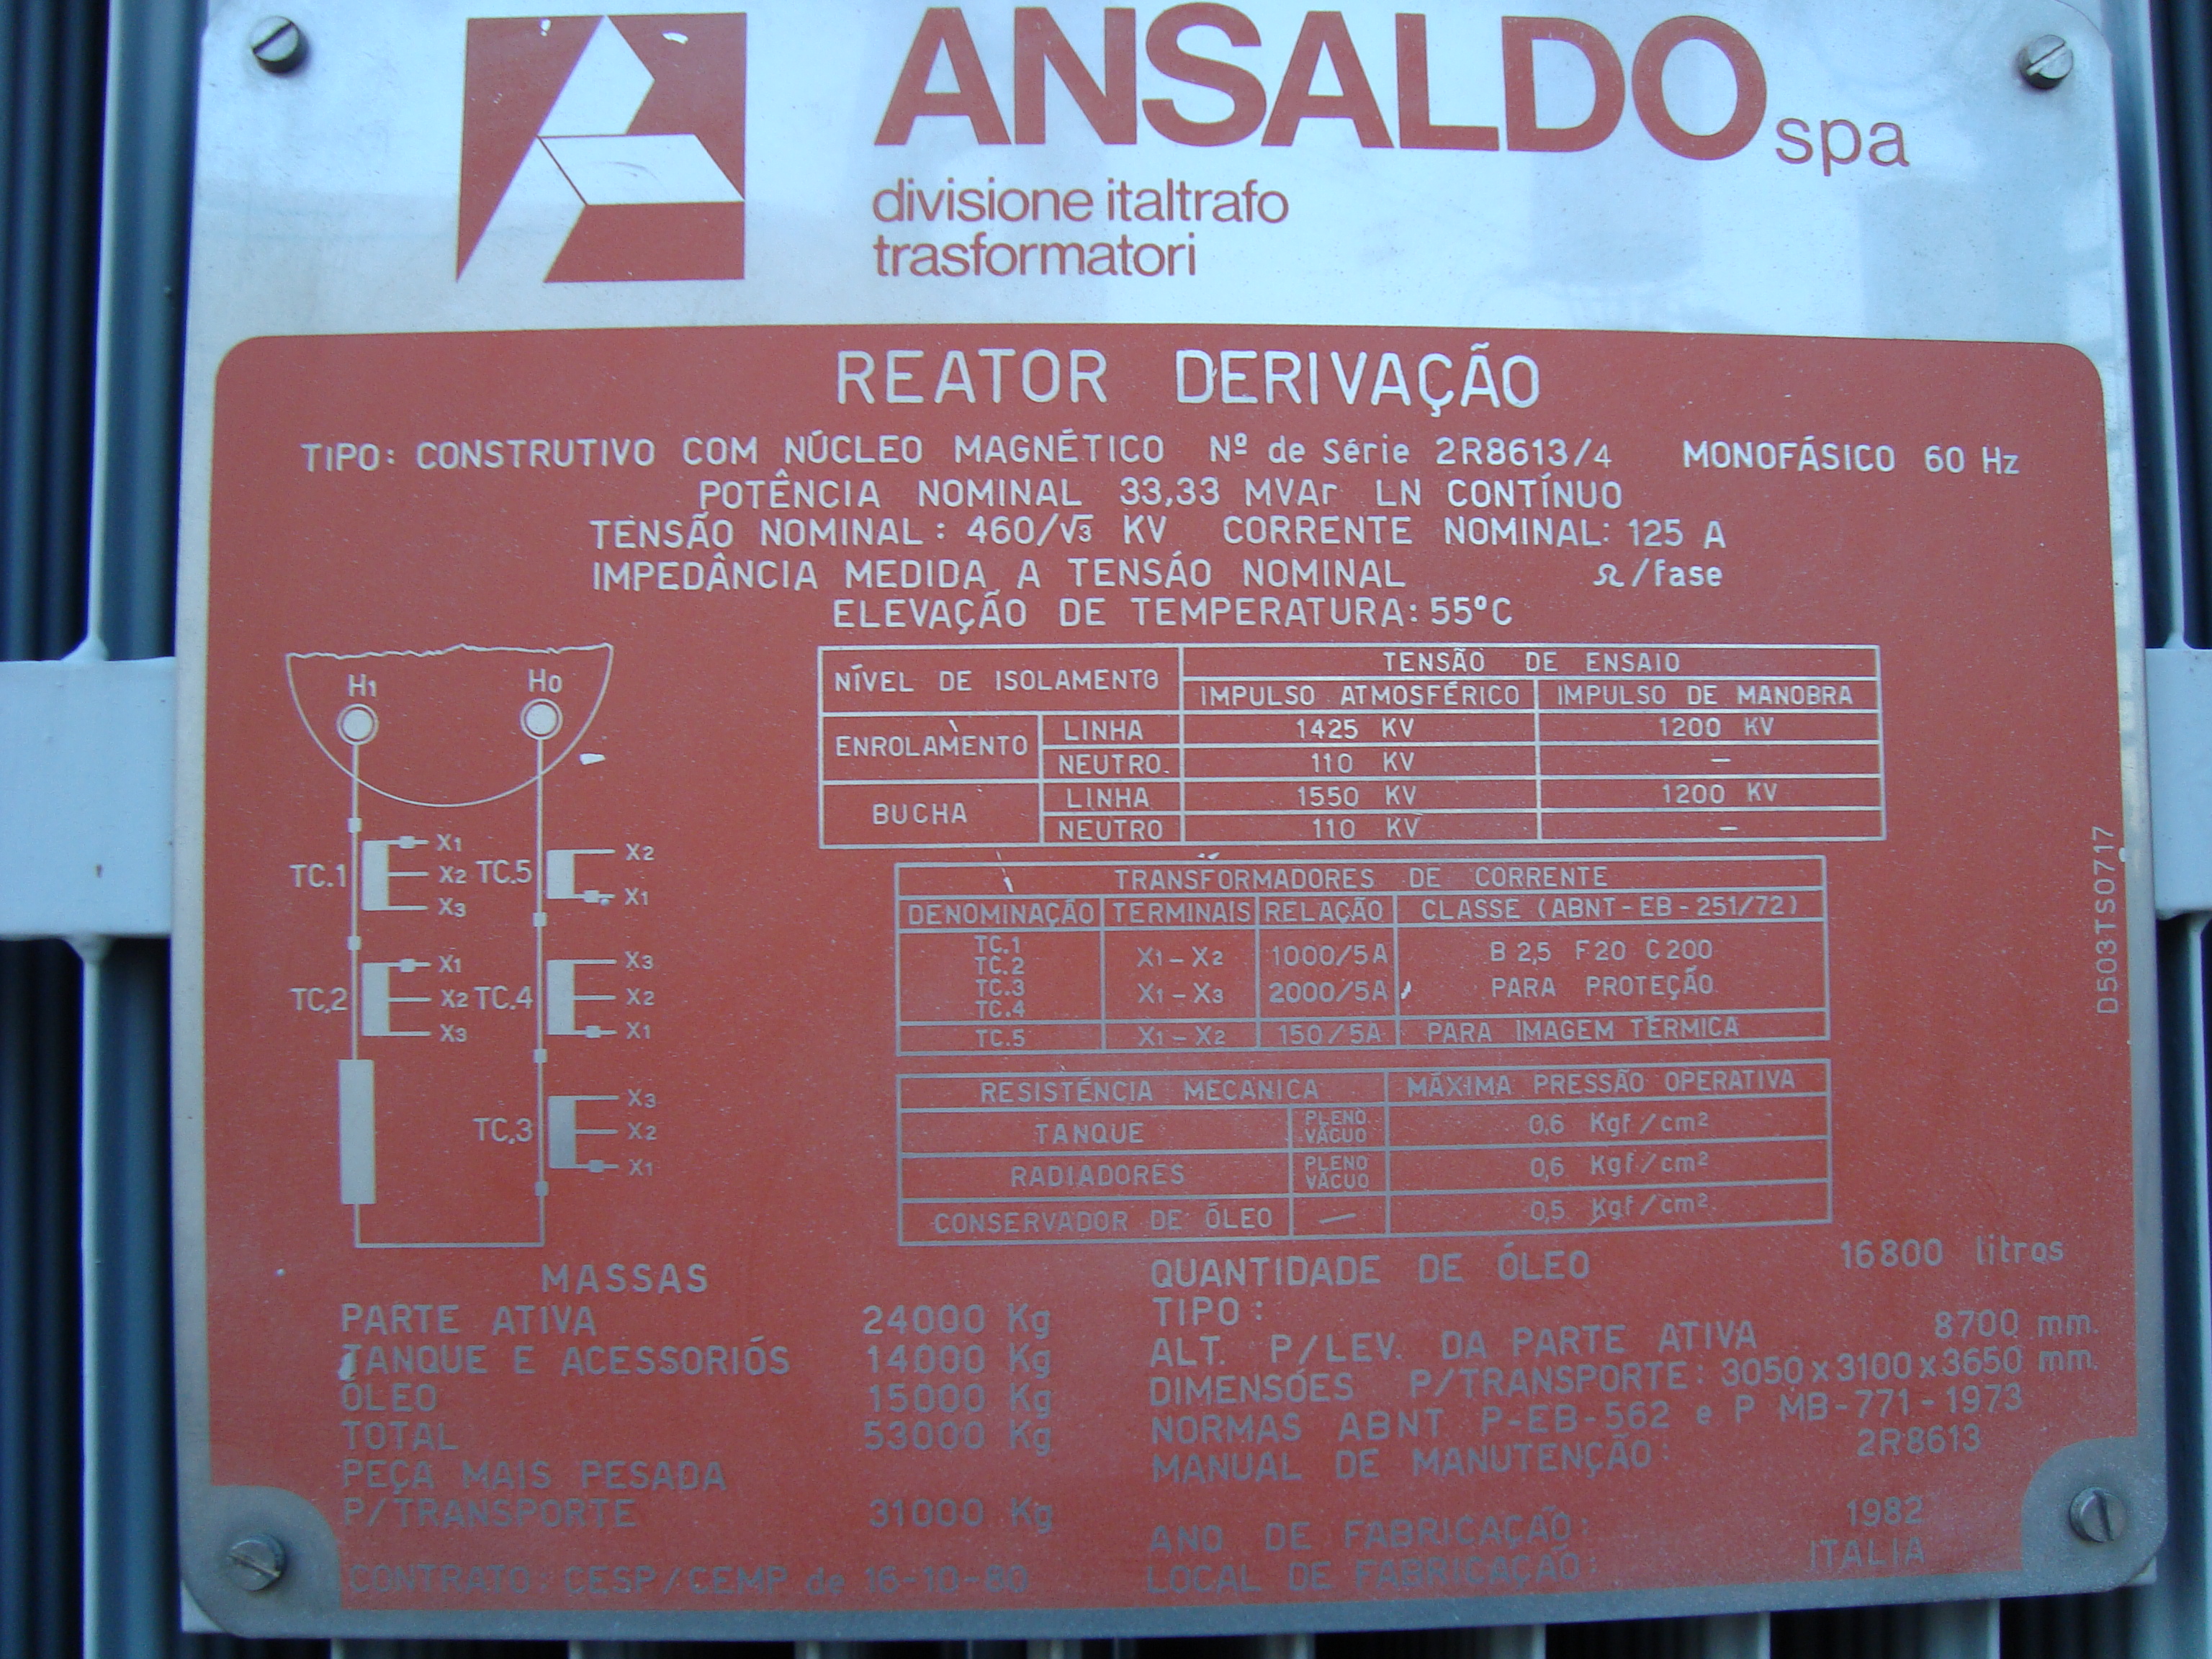 ANSALDO spa
divisione italtrafo
trasformatori
REATOR DERIVAÇÃO
TIPO: CONSTRUTIVO COM NÚCLEO MAGNÉTICO Nº de Série 2R8613/4 MONOFÁSICO 60 Hz
POTÊNCIA NOMINAL 33,33 MVAr LN CONTÍNUO
TENSÃO NOMINAL: 460/√3 KV CORRENTE NOMINAL: 125 A
IMPEDÂNCIA MEDIDA A TENSÁO NOMINAL Ω/fase
ELEVAÇÃO DE TEMPERATURA: 55°C
H1 H0
TC.1 X1 X2 X3
TC.5 X2 X1
TC.2 X1 X2 X3
TC.4 X3 X2 X1
TC.3 X3 X2 X1
NÍVEL DE ISOLAMENTO TENSÃO DE ENSAIO
IMPULSO ATMOSFÉRICO IMPULSO DE MANOBRA
ENROLAMENTO LINHA 1425 KV 1200 KV
NEUTRO. 110 KV —
BUCHA LINHA 1550 KV 1200 KV
NEUTRO 110 KV —
TRANSFORMADORES DE CORRENTE
DENOMINAÇÃO TERMINAIS RELAÇÃO CLASSE (ABNT-EB-251/72)
TC.1
TC.2 X1-X2 1000/5A B 2,5 F20 C200
TC.3 X1-X3 2000/5A PARA PROTEÇÃO
TC.4
TC.5 X1-X2 150/5A PARA IMAGEM TÉRMICA
RESISTÉNCIA MECANICA MÁXIMA PRESSÃO OPERATIVA
TANQUE PLENO VÁCUO 0,6 Kgf/cm²
RADIADORES PLENO VÁCUO 0,6 Kgf/cm²
CONSERVADOR DE ÓLEO — 0,5 Kgf/cm²
MASSAS
PARTE ATIVA 24000 Kg
TANQUE E ACESSORIÓS 14000 Kg
ÓLEO 15000 Kg
TOTAL 53000 Kg
PEÇA MAIS PESADA
P/TRANSPORTE 31000 Kg
CONTRATO: CESP/CEMP de 16-10-80
QUANTIDADE DE ÓLEO 16800 litros
TIPO:
ALT. P/LEV. DA PARTE ATIVA 8700 mm.
DIMENSÓES P/TRANSPORTE: 3050x3100x3650 mm.
NORMAS ABNT P-EB-562 e P MB-771-1973
MANUAL DE MANUTENÇÃO: 2R8613
ANO DE FABRICAÇÃO: 1982
LOCAL DE FABRICAÇÃO: ITALIA
D503TS0717